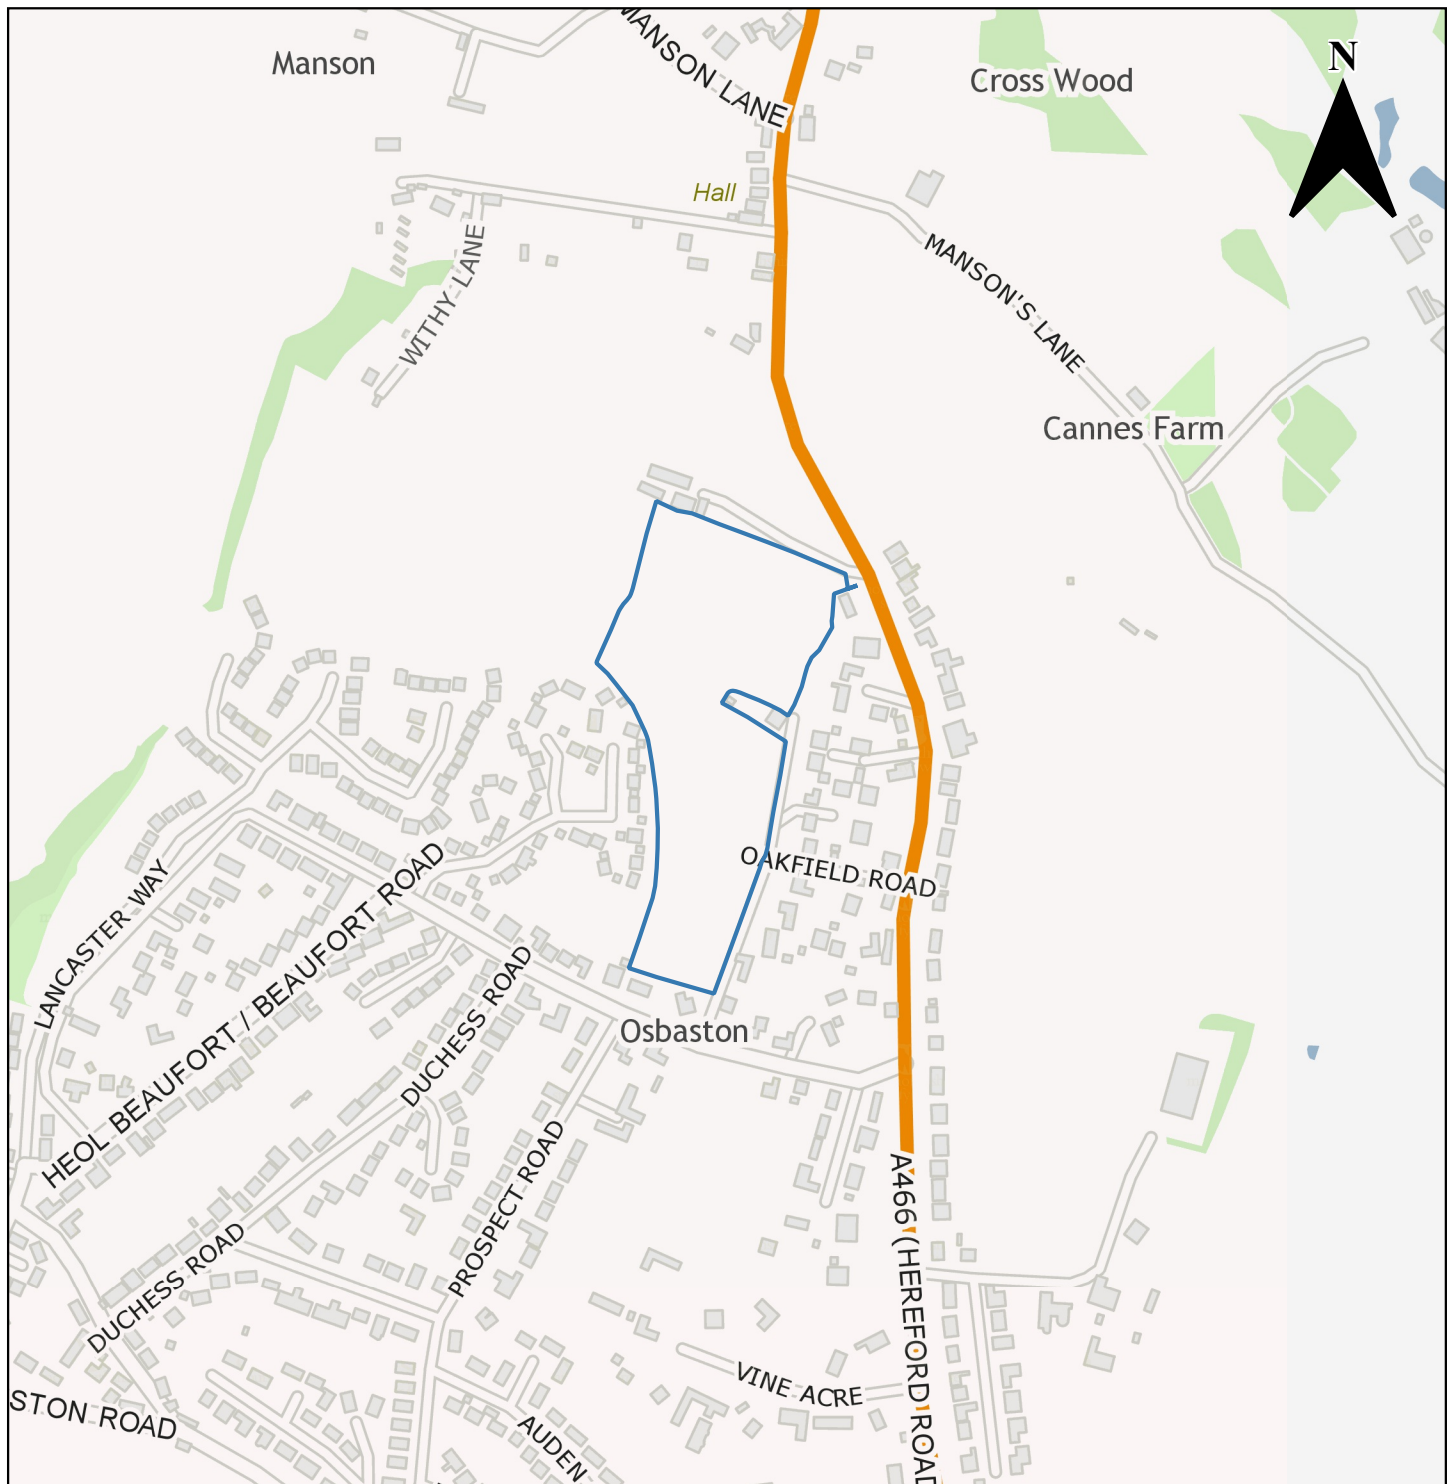 MANSON LANE
N
Manson
Cross Wood
Hall
WITHY LANE
MANSON'S LANE
Cannes Farm
OAKFIELD ROAD
LANCASTER WAY
HEOL BEAUFORT / BEAUFORT ROAD
DUCHESS ROAD
Osbaston
PROSPECT ROAD
A466 (HEREFORD ROAD
DUCHESS ROAD
VINE ACRE
STON ROAD
AUDEN